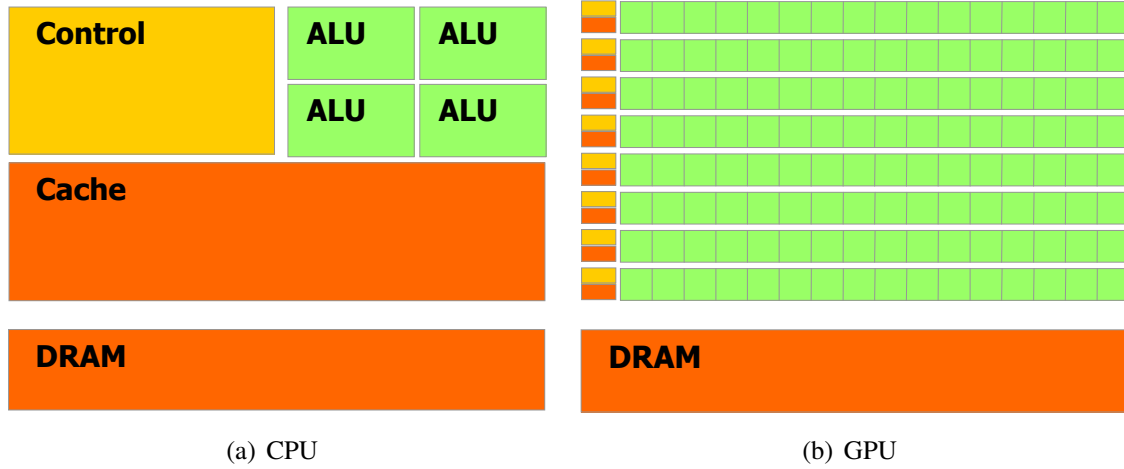 Control
ALU ALU
ALU ALU
Cache
DRAM
DRAM
(a) CPU
(b) GPU